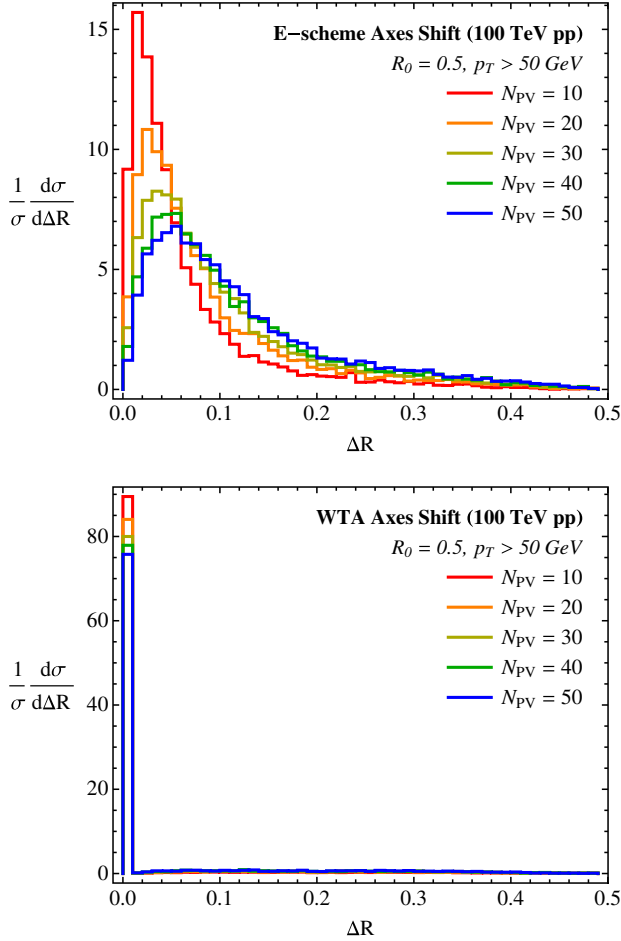 E−scheme Axes Shift (100 TeV pp)
R0 = 0.5, pT > 50 GeV
NPV = 10
NPV = 20
NPV = 30
NPV = 40
NPV = 50
1/σ dσ/dΔR
15
10
5
0
0.0 0.1 0.2 0.3 0.4 0.5
ΔR
WTA Axes Shift (100 TeV pp)
R0 = 0.5, pT > 50 GeV
NPV = 10
NPV = 20
NPV = 30
NPV = 40
NPV = 50
1/σ dσ/dΔR
80
60
40
20
0
0.0 0.1 0.2 0.3 0.4 0.5
ΔR